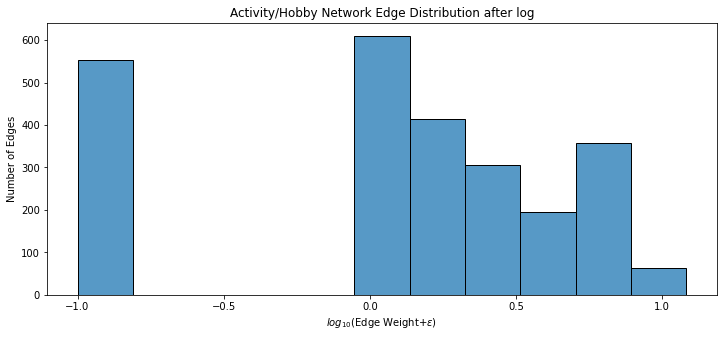 Activity/Hobby Network Edge Distribution after log
600
500
400
300
200
100
0
Number of Edges
−1.0 −0.5 0.0 0.5 1.0
log10(Edge Weight+ε)